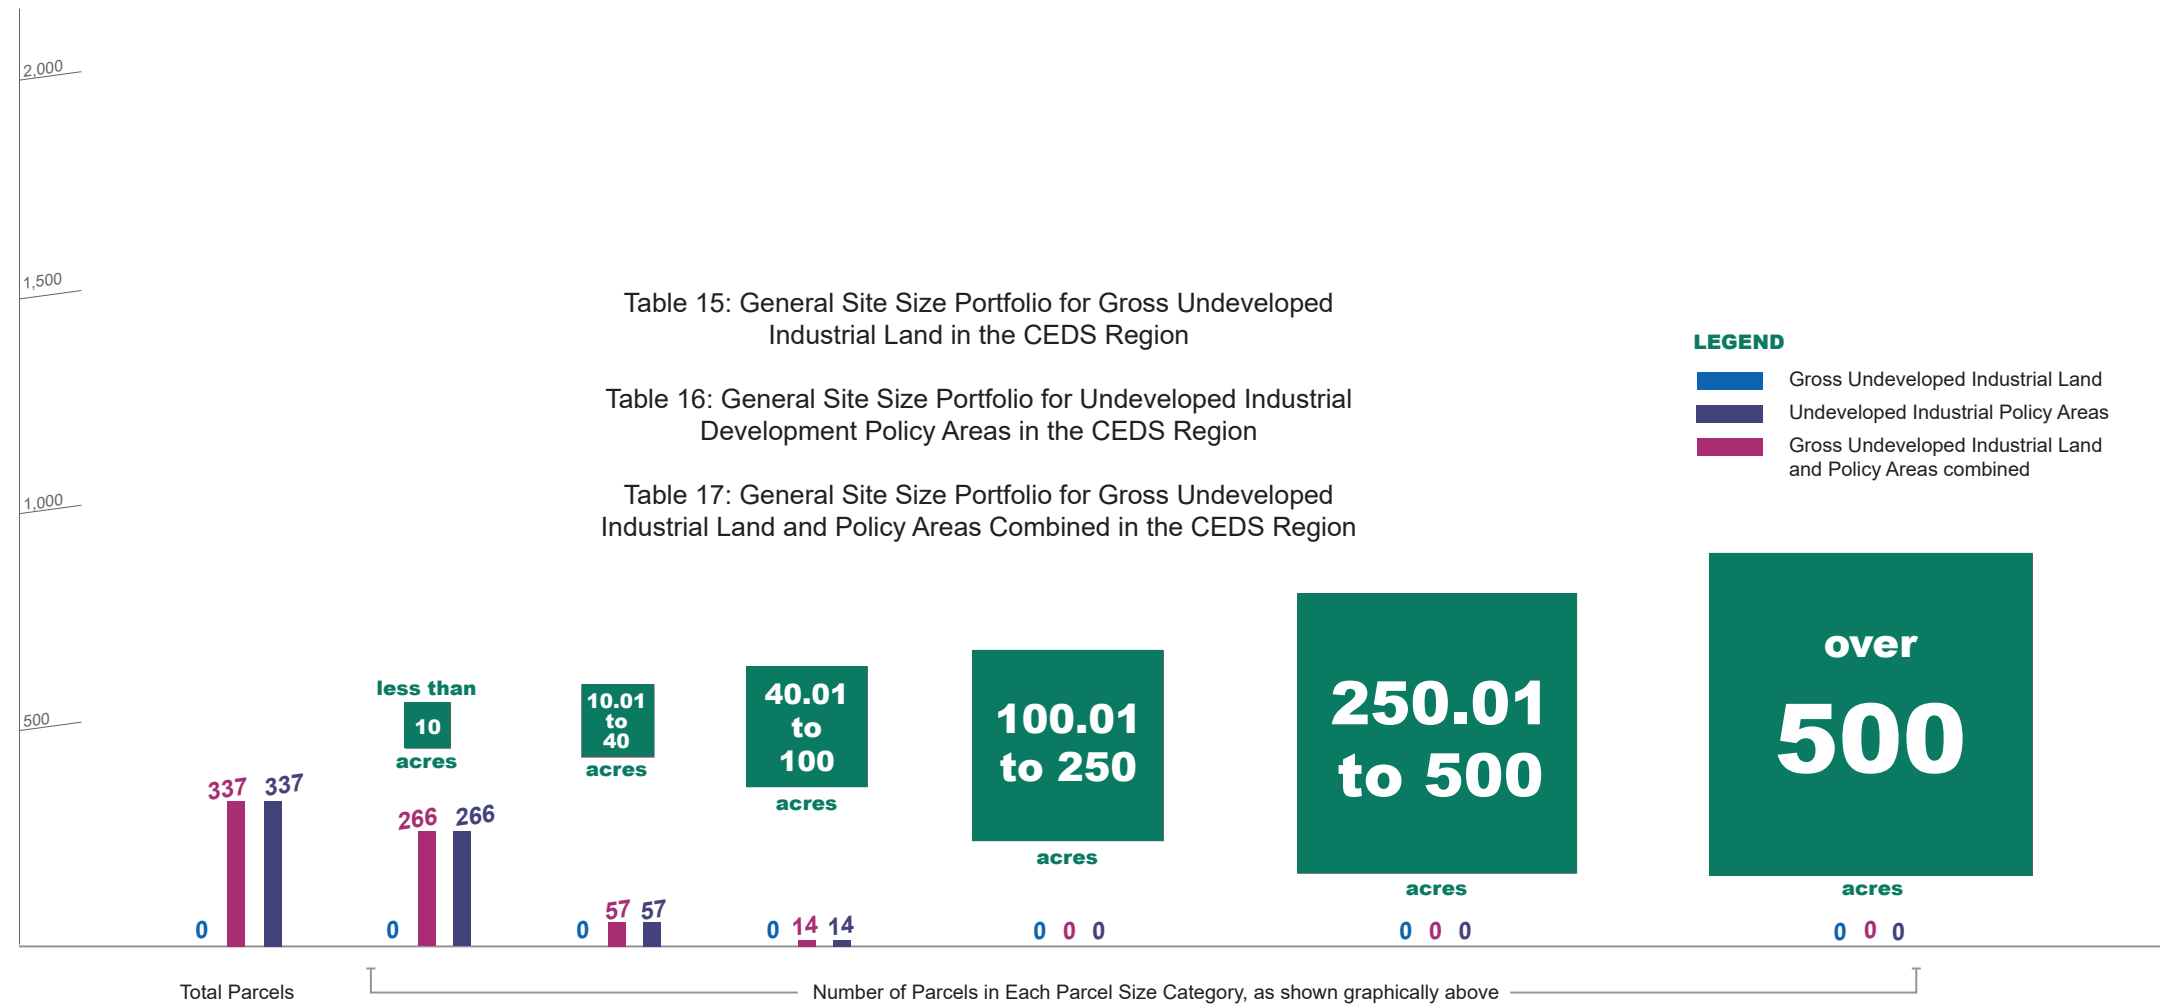 2,000
1,500
1,000
500
Table 15: General Site Size Portfolio for Gross Undeveloped
Industrial Land in the CEDS Region
Table 16: General Site Size Portfolio for Undeveloped Industrial
Development Policy Areas in the CEDS Region
Table 17: General Site Size Portfolio for Gross Undeveloped
Industrial Land and Policy Areas Combined in the CEDS Region
LEGEND
Gross Undeveloped Industrial Land
Undeveloped Industrial Policy Areas
Gross Undeveloped Industrial Land
and Policy Areas combined
less than
10
acres
10.01
to
40
acres
40.01
to
100
acres
100.01
to 250
acres
250.01
to 500
acres
over
500
acres
0 337 337
0 266 266
0 57 57
0 14 14
0 0 0
0 0 0
0 0 0
Total Parcels
Number of Parcels in Each Parcel Size Category, as shown graphically above